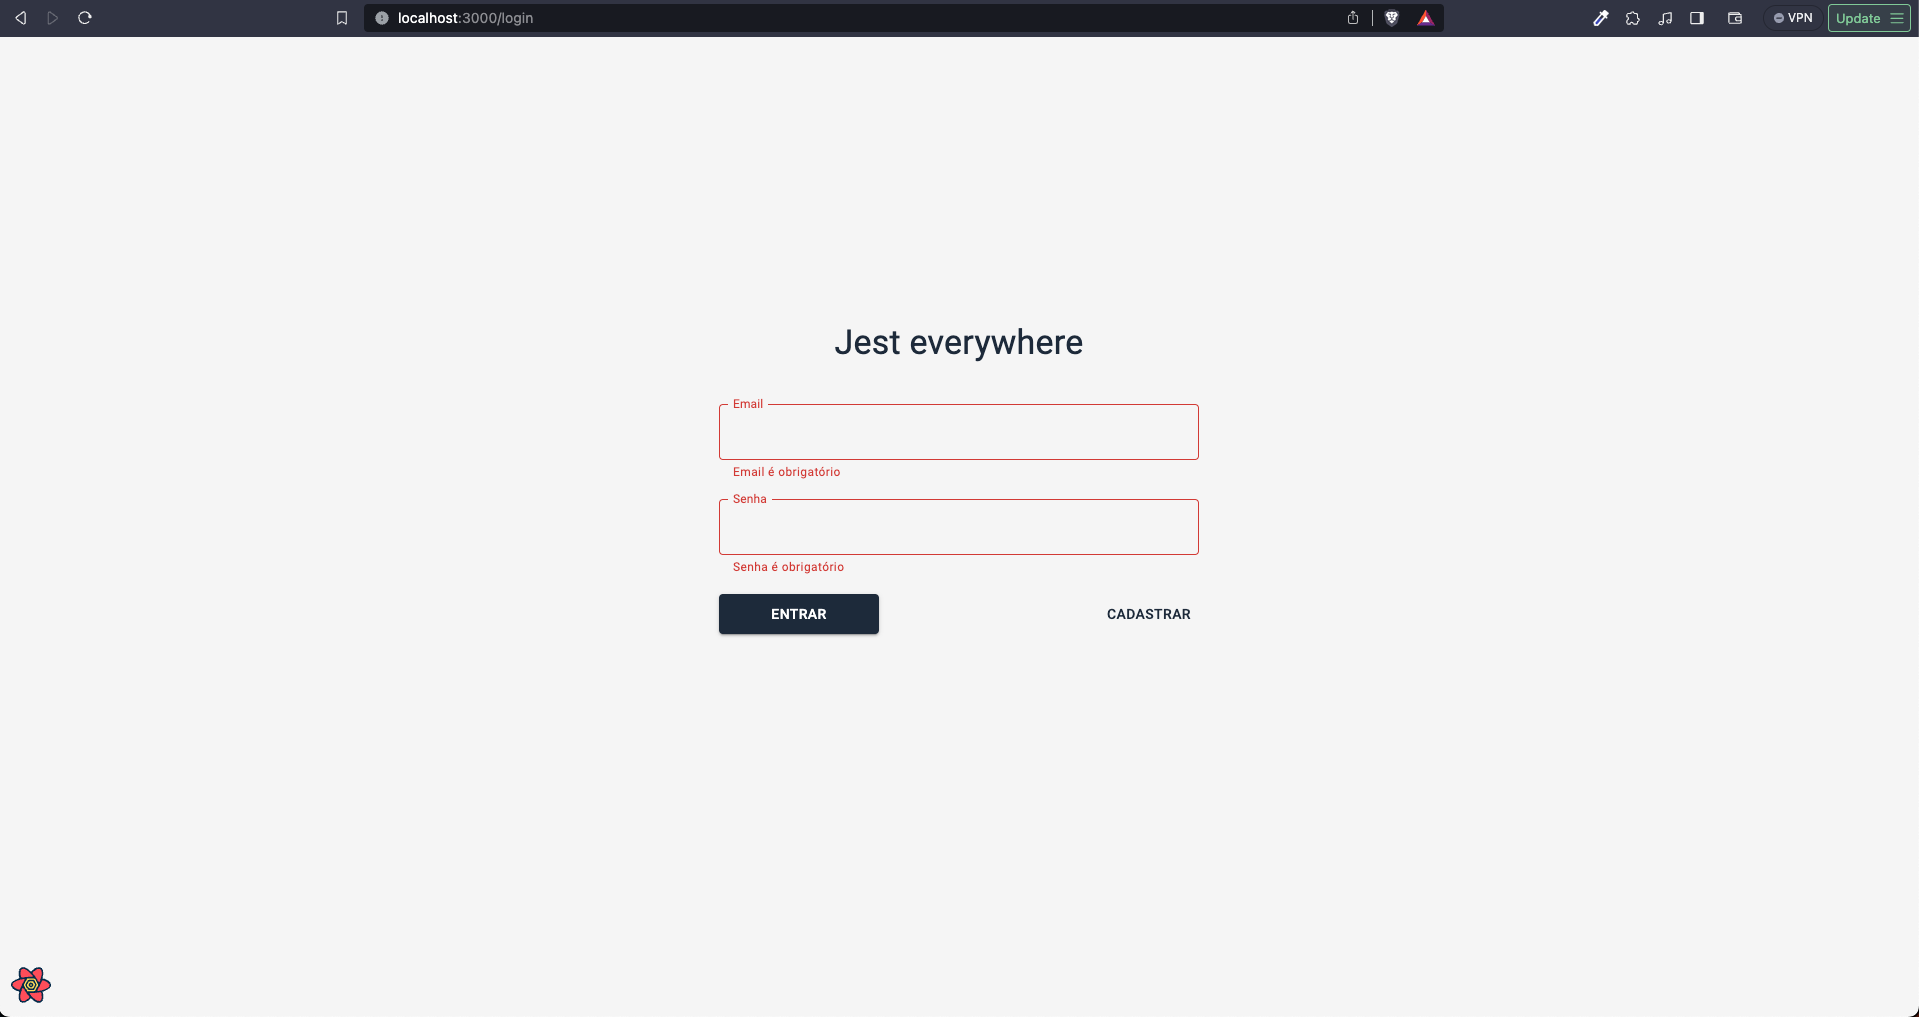 localhost:3000/login
VPN
Update
Jest everywhere
Email
Email é obrigatório
Senha
Senha é obrigatório
ENTRAR
CADASTRAR